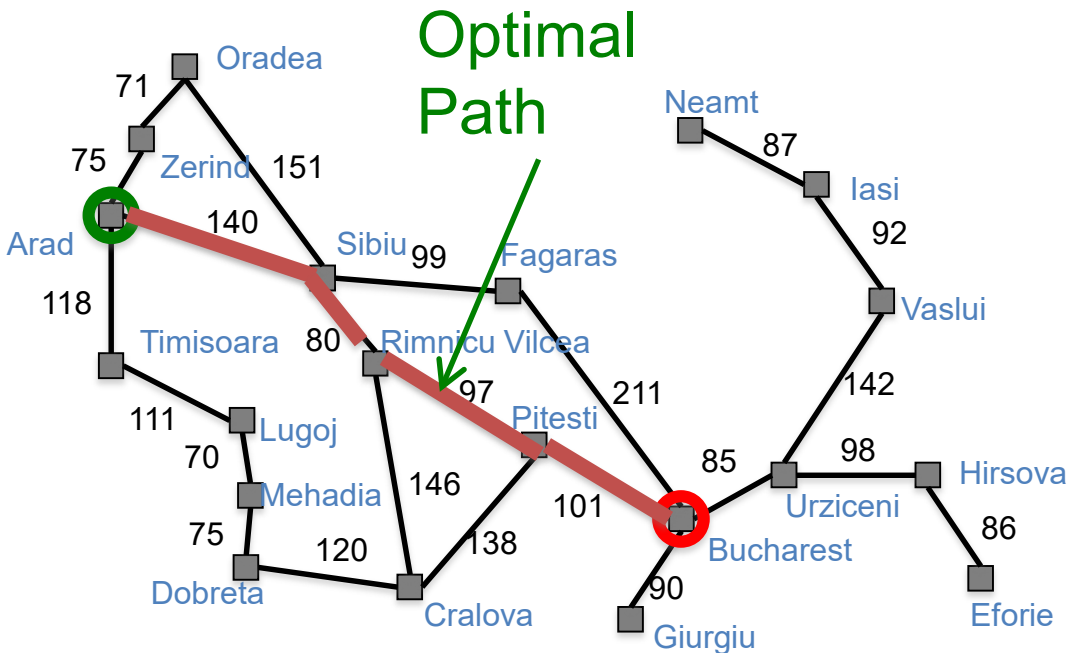 Optimal
Path
Oradea
71
Neamt
87
75
Zerind
151
Iasi
140
92
Arad
Sibiu
99
Fagaras
118
Vaslui
Timisoara
80
Rimnicu Vilcea
97
211
142
111
Lugoj
Pitesti
70
85
98
Hirsova
Mehadia
146
101
Urziceni
75
120
138
Bucharest
86
Dobreta
90
Cralova
Giurgiu
Eforie